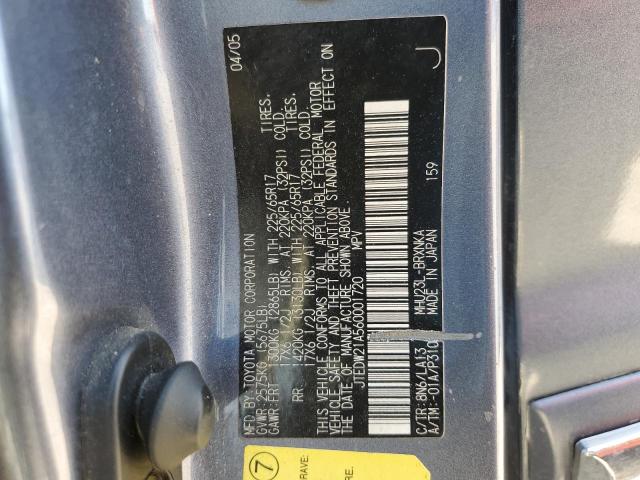 MFD. BY TOYOTA MOTOR CORPORATION 04/05
GVWR 2575KG (5675LB)
GAWR: FRT 1300KG (2865LB) WITH 225/65R17 TIRES,
17X6 1/2J RIMS, AT 220KPA (32PSI) COLD.
RR 1420KG (3130LB) WITH 225/65R17 TIRES,
17X6 1/2J RIMS, AT 220KPA (32PSI) COLD.
THIS VEHICLE CONFORMS TO ALL APPLICABLE FEDERAL MOTOR
VEHICLE SAFETY AND THEFT PREVENTION STANDARDS IN EFFECT ON
THE DATE OF MANUFACTURE SHOWN ABOVE.
JTEDW21A560001720 MPV
C/TR: 8N6/LA13 MHU23L-BRXNKA
A/TM:-01A/P310 MADE IN JAPAN 159
J
7
RAVE.
RE.